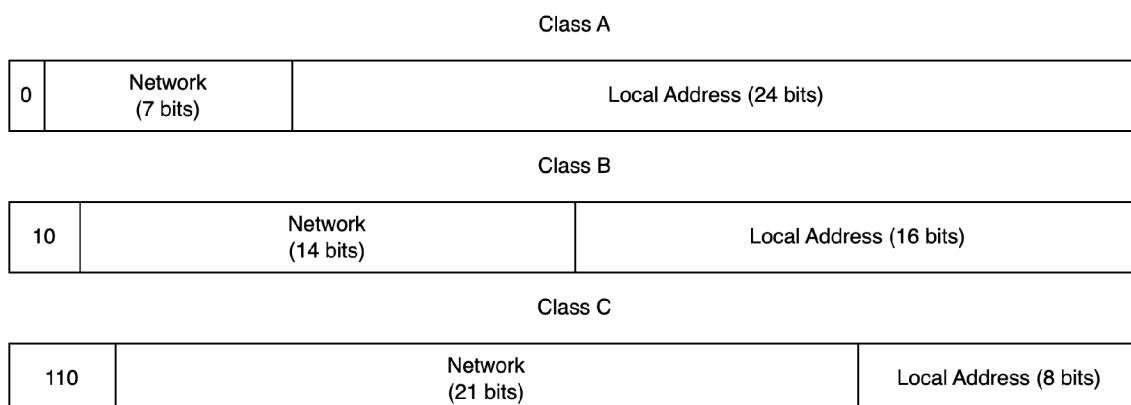 Class A
0
Network
(7 bits)
Local Address (24 bits)
Class B
10
Network
(14 bits)
Local Address (16 bits)
Class C
110
Network
(21 bits)
Local Address (8 bits)